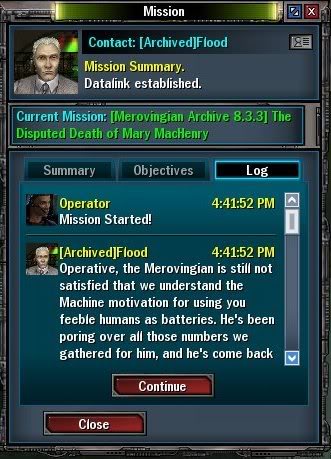 Mission
Contact: [Archived]Flood
Mission Summary.
Datalink established.
Current Mission: [Merovingian Archive 8.3.3] The
Disputed Death of Mary MacHenry
Summary Objectives Log
Operator 4:41:52 PM
Mission Started!
[Archived]Flood 4:41:52 PM
Operative, the Merovingian is still not
satisfied that we understand the
Machine motivation for using you
feeble humans as batteries. He's been
poring over all those numbers we
gathered for him, and he's come back
Continue
Close